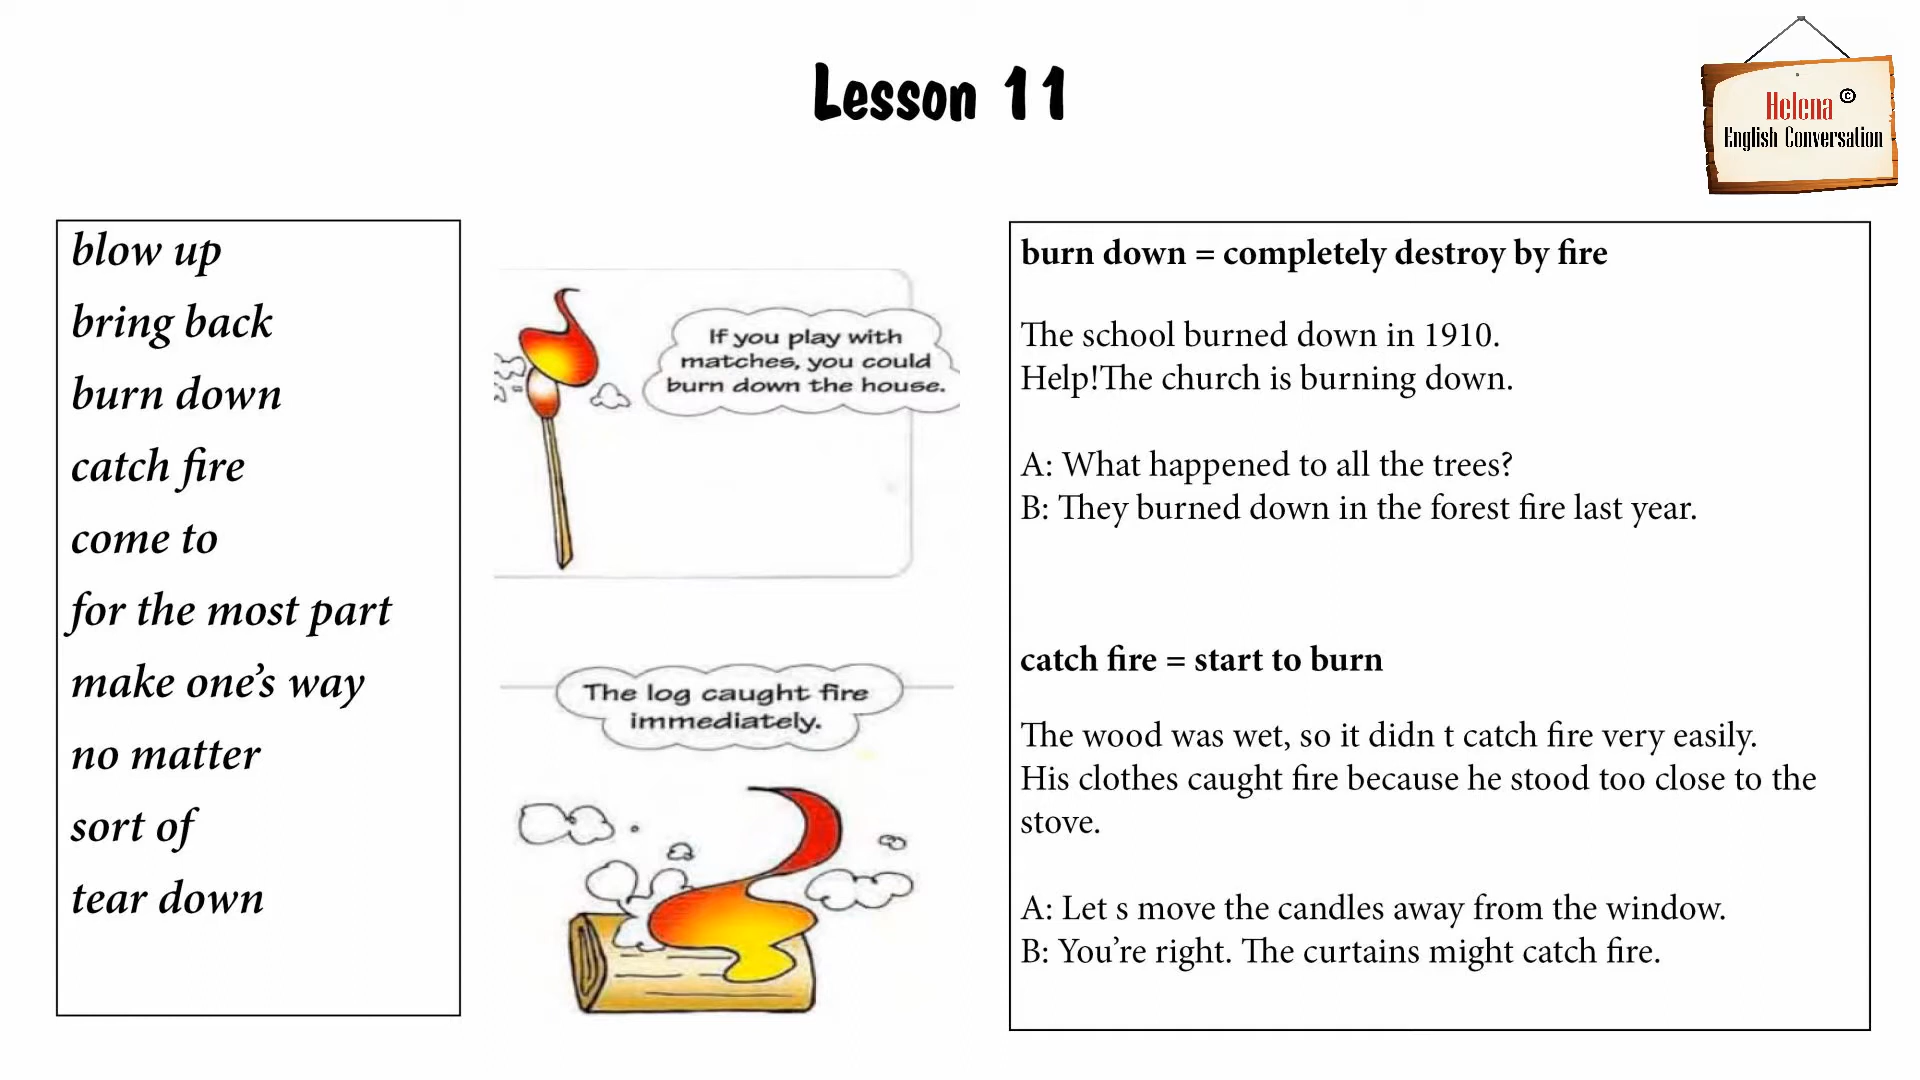 Lesson 11
Helena ©
English Conversation
blow up
bring back
burn down
catch fire
come to
for the most part
make one's way
no matter
sort of
tear down
If you play with
matches, you could
burn down the house.
The log caught fire
immediately.
burn down = completely destroy by fire
The school burned down in 1910.
Help!The church is burning down.
A: What happened to all the trees?
B: They burned down in the forest fire last year.
catch fire = start to burn
The wood was wet, so it didn t catch fire very easily.
His clothes caught fire because he stood too close to the
stove.
A: Let s move the candles away from the window.
B: You're right. The curtains might catch fire.